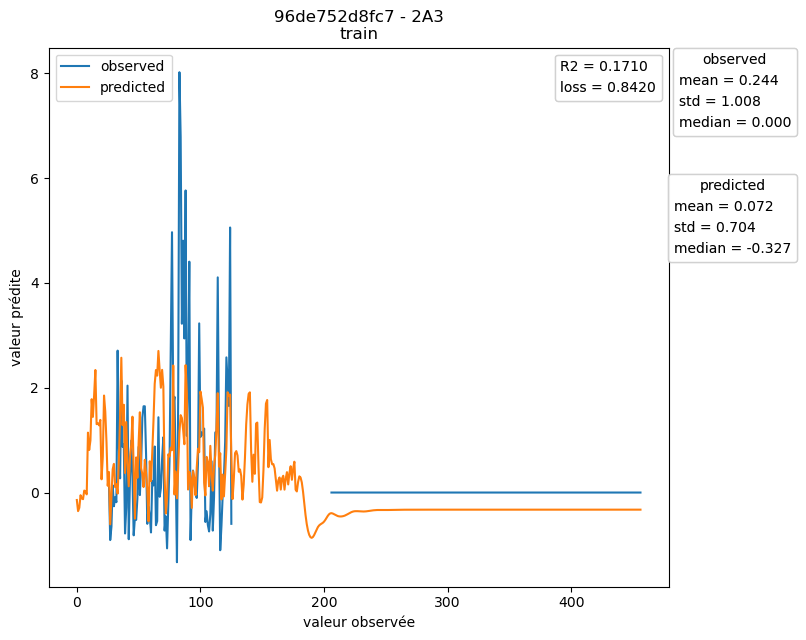 96de752d8fc7 - 2A3
train
observed
predicted
R2 = 0.1710
loss = 0.8420
observed
mean = 0.244
std = 1.008
median = 0.000
predicted
mean = 0.072
std = 0.704
median = -0.327
valeur prédite
8
6
4
2
0
0 100 200 300 400
valeur observée